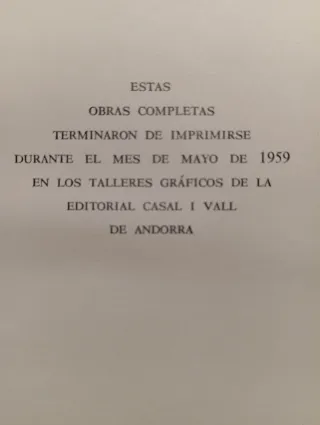 ESTAS
OBRAS COMPLETAS
TERMINARON DE IMPRIMIRSE
DURANTE EL MES DE MAYO DE 1959
EN LOS TALLERES GRÁFICOS DE LA
EDITORIAL CASAL I VALL
DE ANDORRA